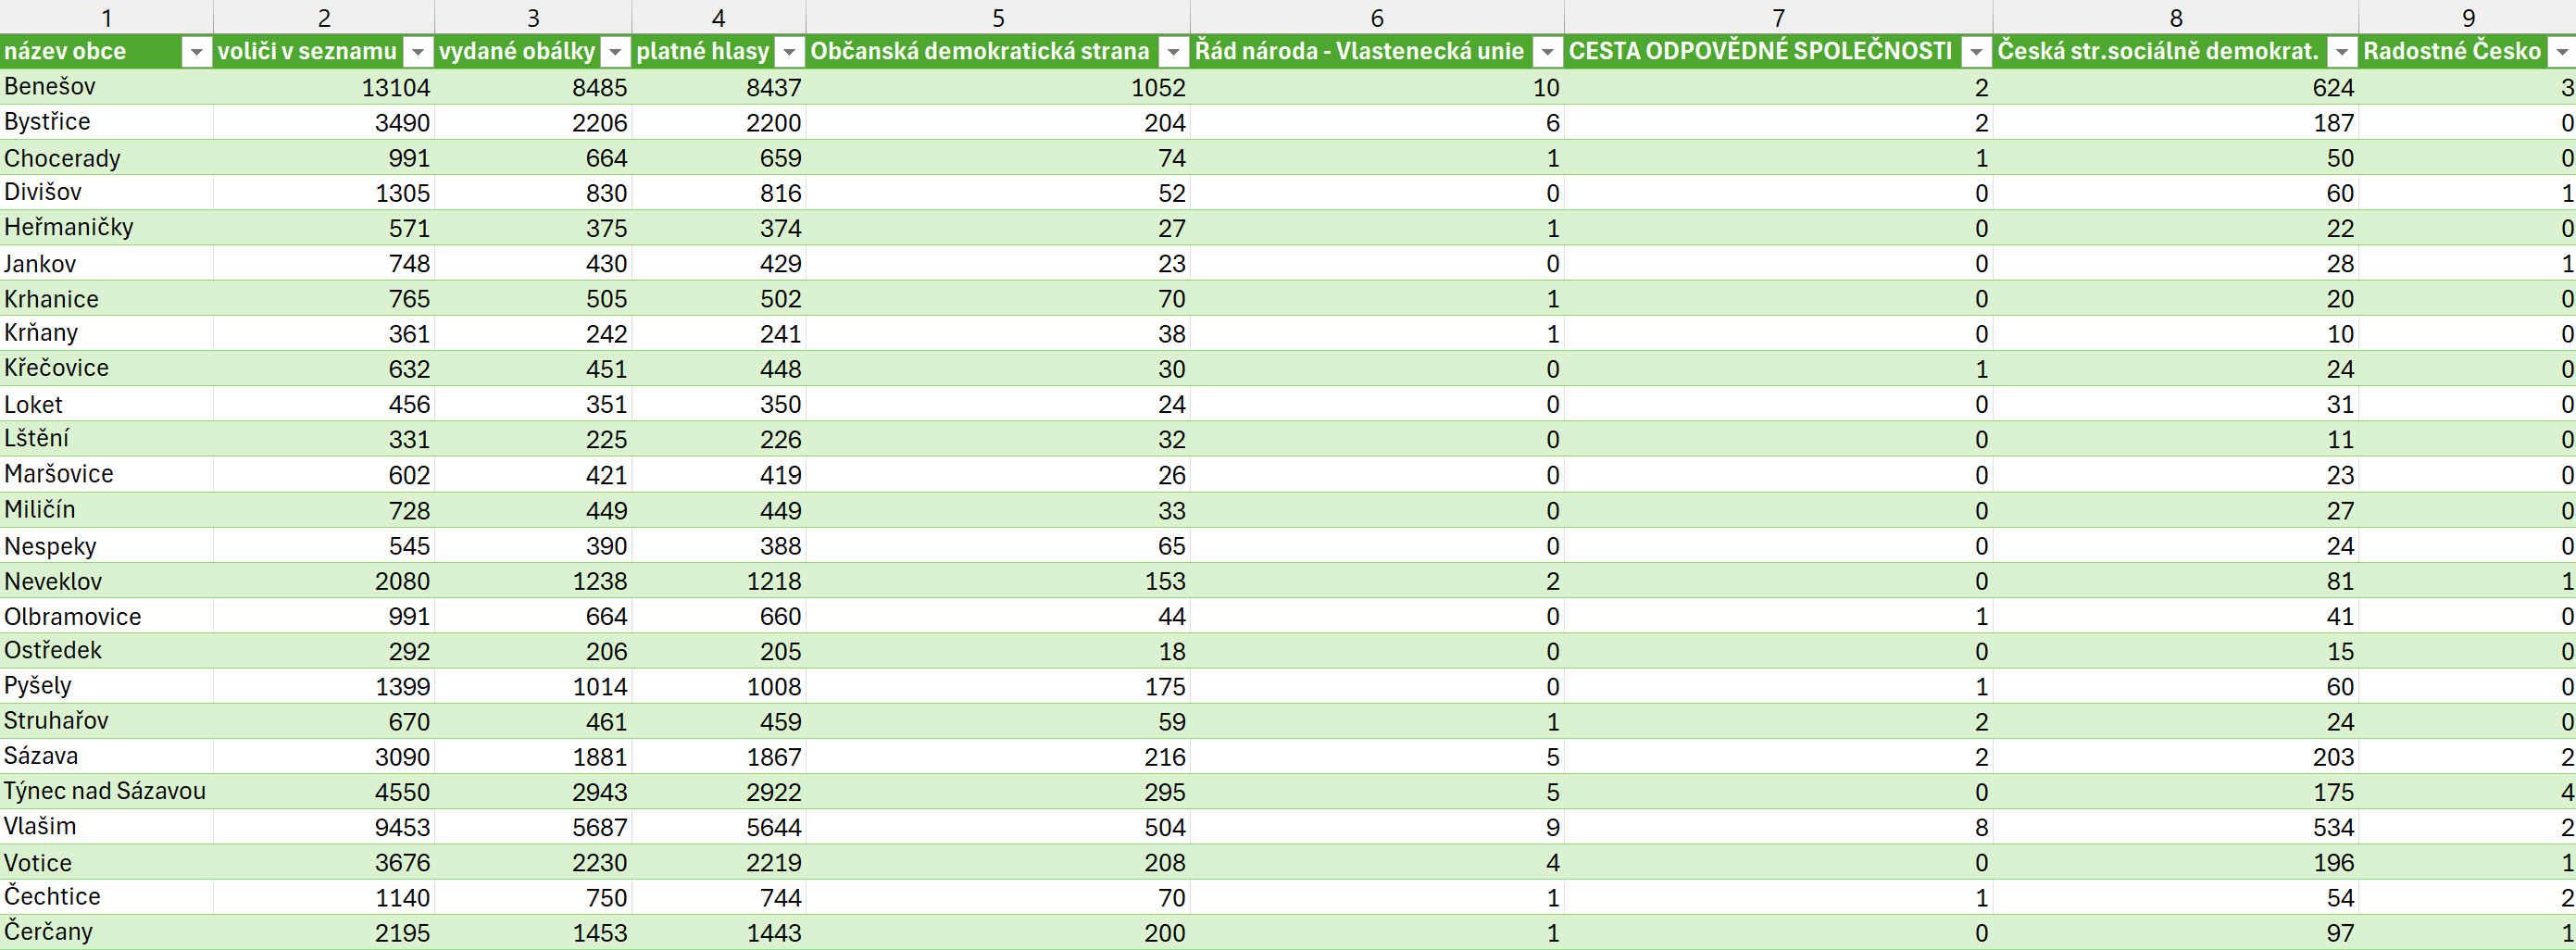 1 2 3 4 5 6 7 8 9
název obce voliči v seznamu vydané obálky platné hlasy Občanská demokratická strana Řád národa - Vlastenecká unie CESTA ODPOVĚDNÉ SPOLEČNOSTI Česká str.sociálně demokrat. Radostné Česko
Benešov 13104 8485 8437 1052 10 2 624 3
Bystřice 3490 2206 2200 204 6 2 187 0
Chocerady 991 664 659 74 1 1 50 0
Divišov 1305 830 816 52 0 0 60 1
Heřmaničky 571 375 374 27 1 0 22 0
Jankov 748 430 429 23 0 0 28 1
Krhanice 765 505 502 70 1 0 20 0
Krňany 361 242 241 38 1 0 10 0
Křečovice 632 451 448 30 0 1 24 0
Loket 456 351 350 24 0 0 31 0
Lštění 331 225 226 32 0 0 11 0
Maršovice 602 421 419 26 0 0 23 0
Miličín 728 449 449 33 0 0 27 0
Nespeky 545 390 388 65 0 0 24 0
Neveklov 2080 1238 1218 153 2 0 81 1
Olbramovice 991 664 660 44 0 1 41 0
Ostředek 292 206 205 18 0 0 15 0
Pyšely 1399 1014 1008 175 0 1 60 0
Struhařov 670 461 459 59 1 2 24 0
Sázava 3090 1881 1867 216 5 2 203 2
Týnec nad Sázavou 4550 2943 2922 295 5 0 175 4
Vlašim 9453 5687 5644 504 9 8 534 2
Votice 3676 2230 2219 208 4 0 196 1
Čechtice 1140 750 744 70 1 1 54 2
Čerčany 2195 1453 1443 200 1 0 97 1